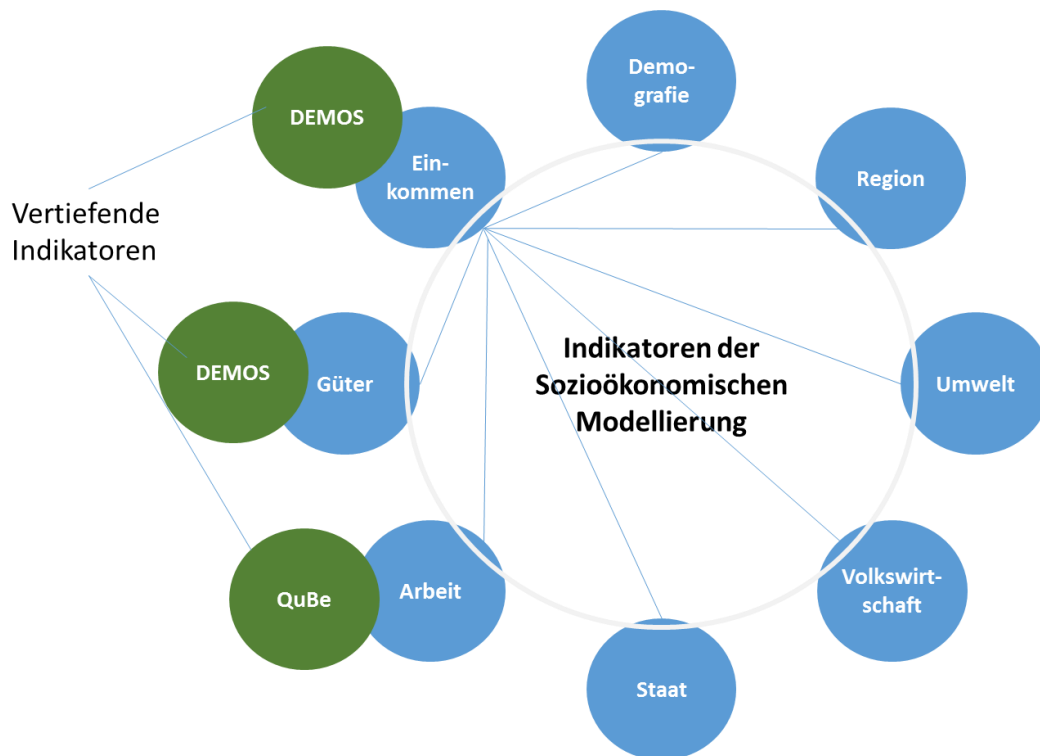 Demo-
grafie
DEMOS
Ein-
kommen
Region
Vertiefende
Indikatoren
Indikatoren der
Sozioökonomischen
Modellierung
DEMOS
Güter
Umwelt
QuBe
Arbeit
Volkswirt-
schaft
Staat